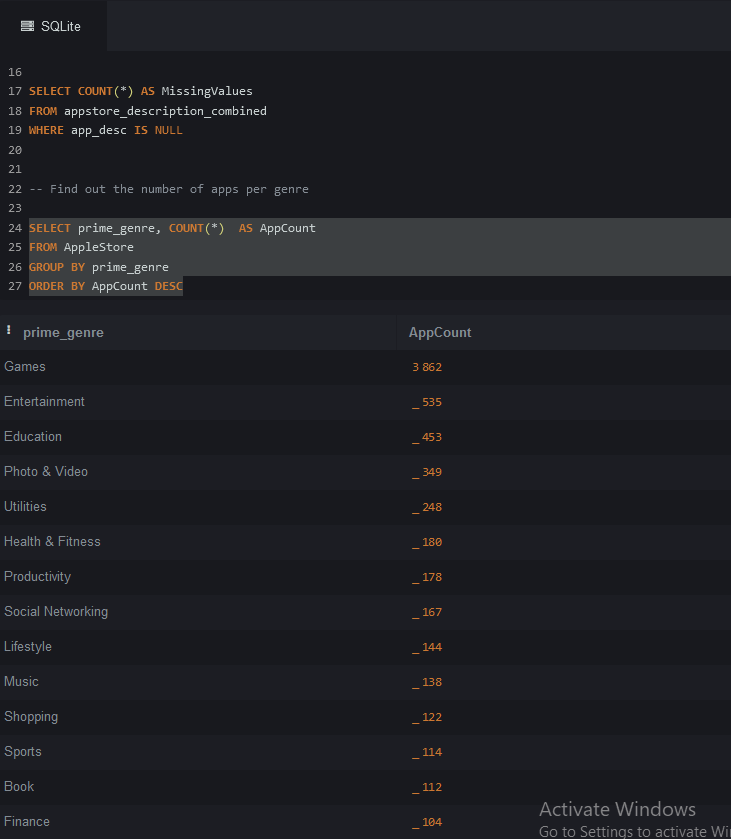 SQLite
16
17 SELECT COUNT(*) AS MissingValues
18 FROM appstore_description_combined
19 WHERE app_desc IS NULL
20
21
22 -- Find out the number of apps per genre
23
24 SELECT prime_genre, COUNT(*)  AS AppCount
25 FROM AppleStore
26 GROUP BY prime_genre
27 ORDER BY AppCount DESC
prime_genre AppCount
Games 3 862
Entertainment _ 535
Education _ 453
Photo & Video _ 349
Utilities _ 248
Health & Fitness _ 180
Productivity _ 178
Social Networking _ 167
Lifestyle _ 144
Music _ 138
Shopping _ 122
Sports _ 114
Book _ 112
Finance _ 104
Activate Windows
Go to Settings to activate Wi